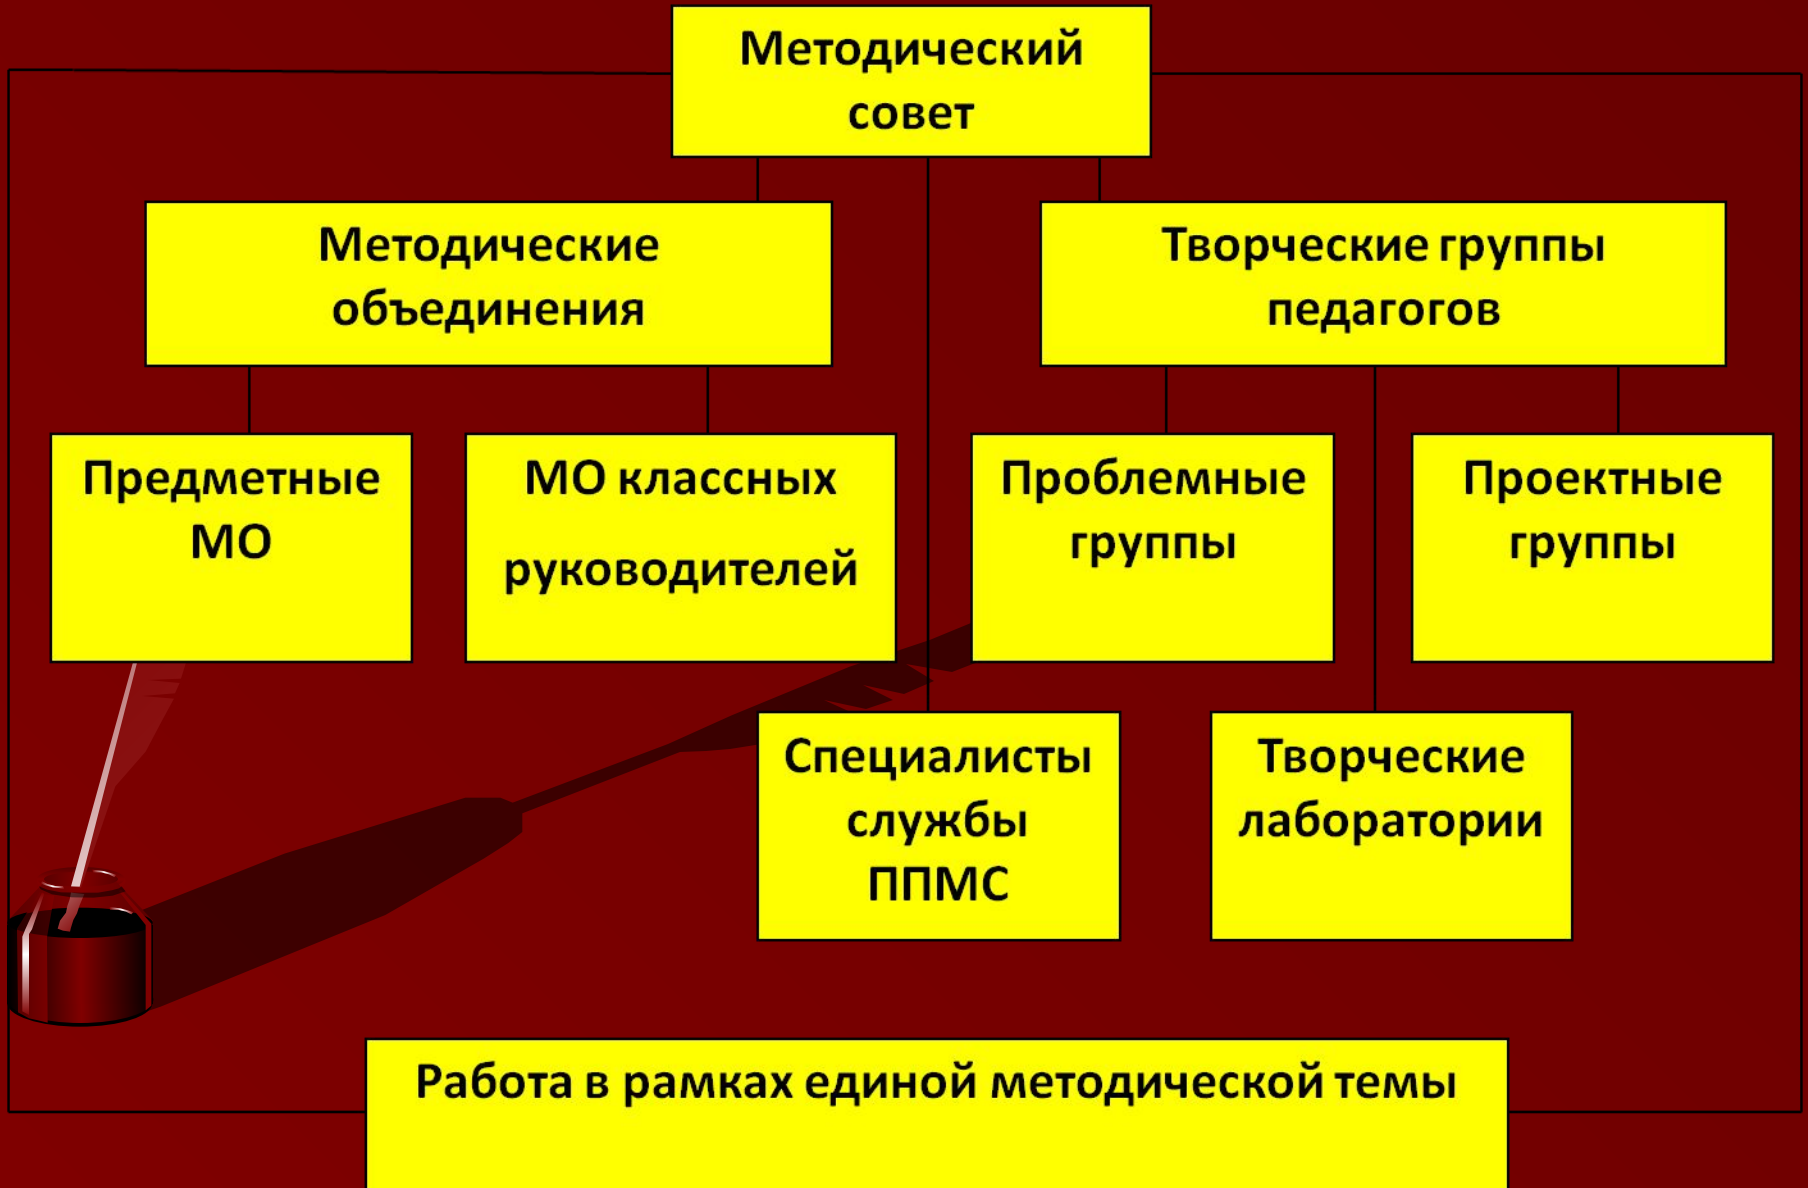 Методический
совет
Методические
объединения
Творческие группы
педагогов
Предметные
МО
МО классных
руководителей
Проблемные
группы
Проектные
группы
Специалисты
службы
ППМС
Творческие
лаборатории
Работа в рамках единой методической темы